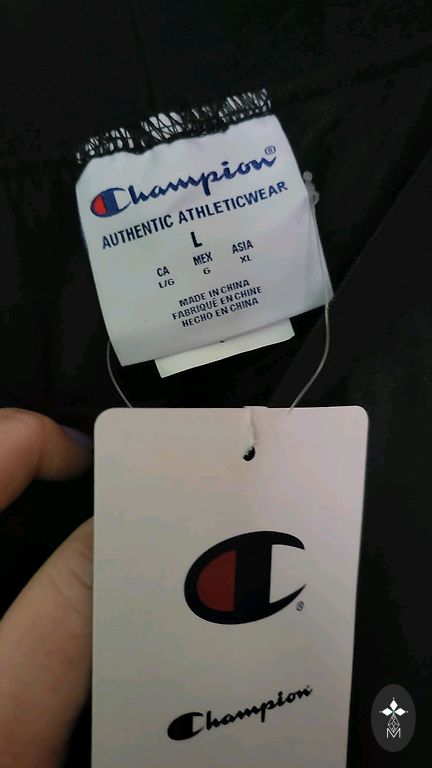 Champion®
AUTHENTIC ATHLETICWEAR
L
CA MEX ASIA
L/G G XL
MADE IN CHINA
FABRIQUÉ EN CHINE
HECHO EN CHINA
®
Champion
M